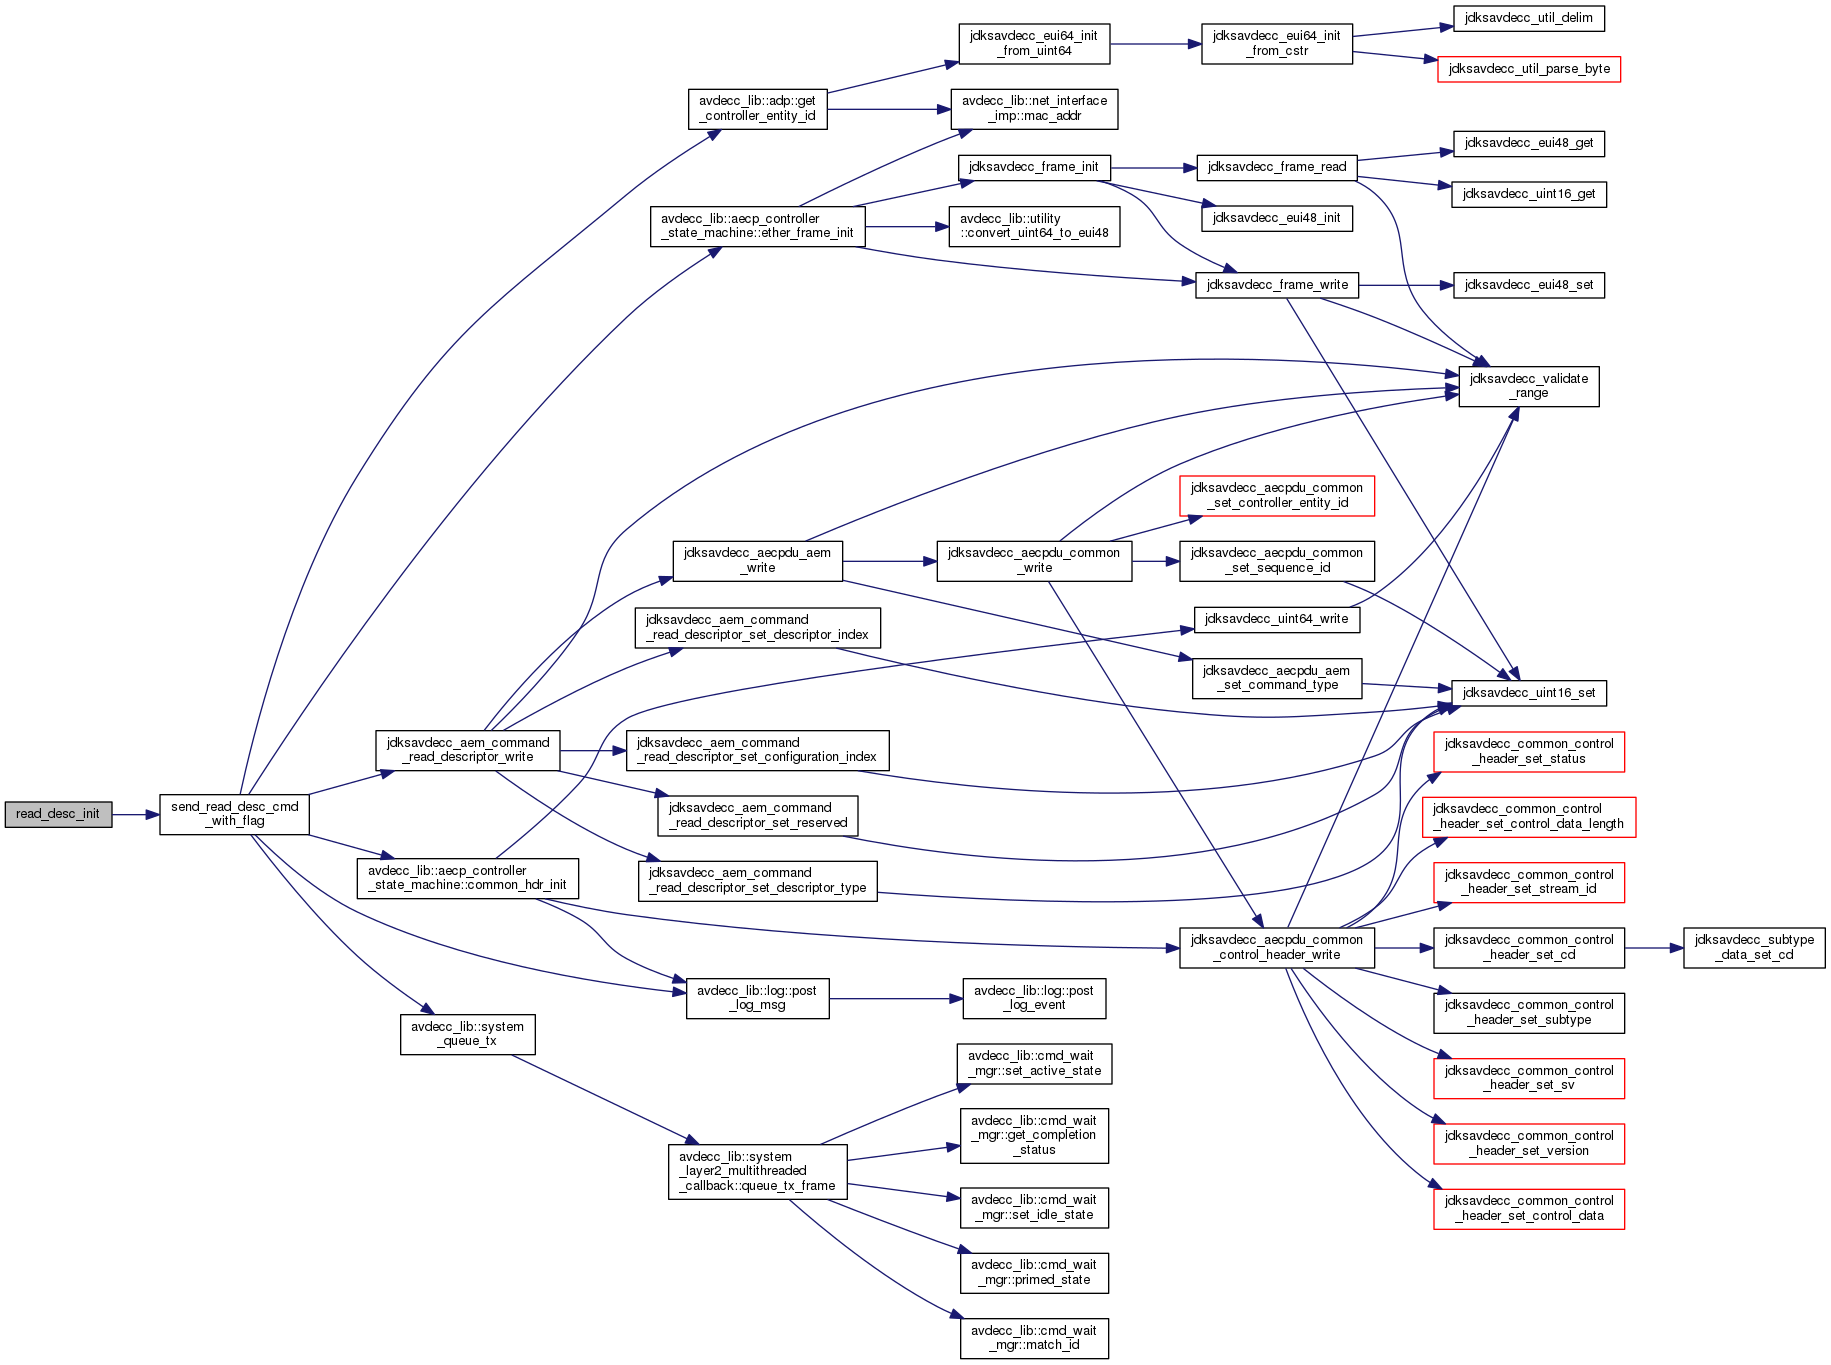 read_desc_init
send_read_desc_cmd
_with_flag
avdecc_lib::adp::get
_controller_entity_id
avdecc_lib::aecp_controller
_state_machine::ether_frame_init
jdksavdecc_aem_command
_read_descriptor_write
avdecc_lib::aecp_controller
_state_machine::common_hdr_init
avdecc_lib::system
_queue_tx
jdksavdecc_aecpdu_aem
_write
jdksavdecc_aem_command
_read_descriptor_set_descriptor_index
jdksavdecc_aem_command
_read_descriptor_set_configuration_index
jdksavdecc_aem_command
_read_descriptor_set_reserved
jdksavdecc_aem_command
_read_descriptor_set_descriptor_type
avdecc_lib::log::post
_log_msg
avdecc_lib::system
_layer2_multithreaded
_callback::queue_tx_frame
jdksavdecc_eui64_init
_from_uint64
avdecc_lib::net_interface
_imp::mac_addr
jdksavdecc_frame_init
avdecc_lib::utility
::convert_uint64_to_eui48
jdksavdecc_aecpdu_common
_write
avdecc_lib::log::post
_log_event
avdecc_lib::cmd_wait
_mgr::set_active_state
avdecc_lib::cmd_wait
_mgr::get_completion
_status
avdecc_lib::cmd_wait
_mgr::set_idle_state
avdecc_lib::cmd_wait
_mgr::primed_state
avdecc_lib::cmd_wait
_mgr::match_id
jdksavdecc_eui64_init
_from_cstr
jdksavdecc_frame_read
jdksavdecc_eui48_init
jdksavdecc_frame_write
jdksavdecc_aecpdu_common
_set_controller_entity_id
jdksavdecc_aecpdu_common
_set_sequence_id
jdksavdecc_uint64_write
jdksavdecc_aecpdu_aem
_set_command_type
jdksavdecc_aecpdu_common
_control_header_write
jdksavdecc_util_delim
jdksavdecc_util_parse_byte
jdksavdecc_eui48_get
jdksavdecc_uint16_get
jdksavdecc_eui48_set
jdksavdecc_validate
_range
jdksavdecc_uint16_set
jdksavdecc_common_control
_header_set_status
jdksavdecc_common_control
_header_set_control_data_length
jdksavdecc_common_control
_header_set_stream_id
jdksavdecc_common_control
_header_set_cd
jdksavdecc_common_control
_header_set_subtype
jdksavdecc_common_control
_header_set_sv
jdksavdecc_common_control
_header_set_version
jdksavdecc_common_control
_header_set_control_data
jdksavdecc_subtype
_data_set_cd